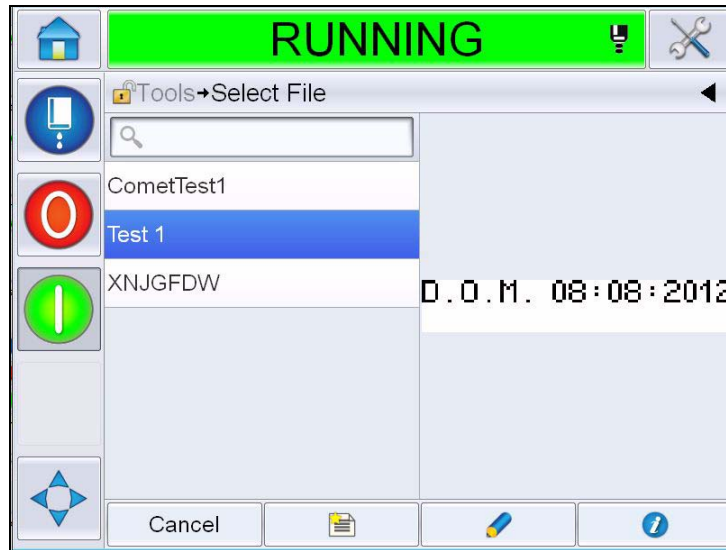 RUNNING
Tools→Select File
CometTest1
Test 1
XNJGFDW
D.O.M. 08:08:2012
Cancel